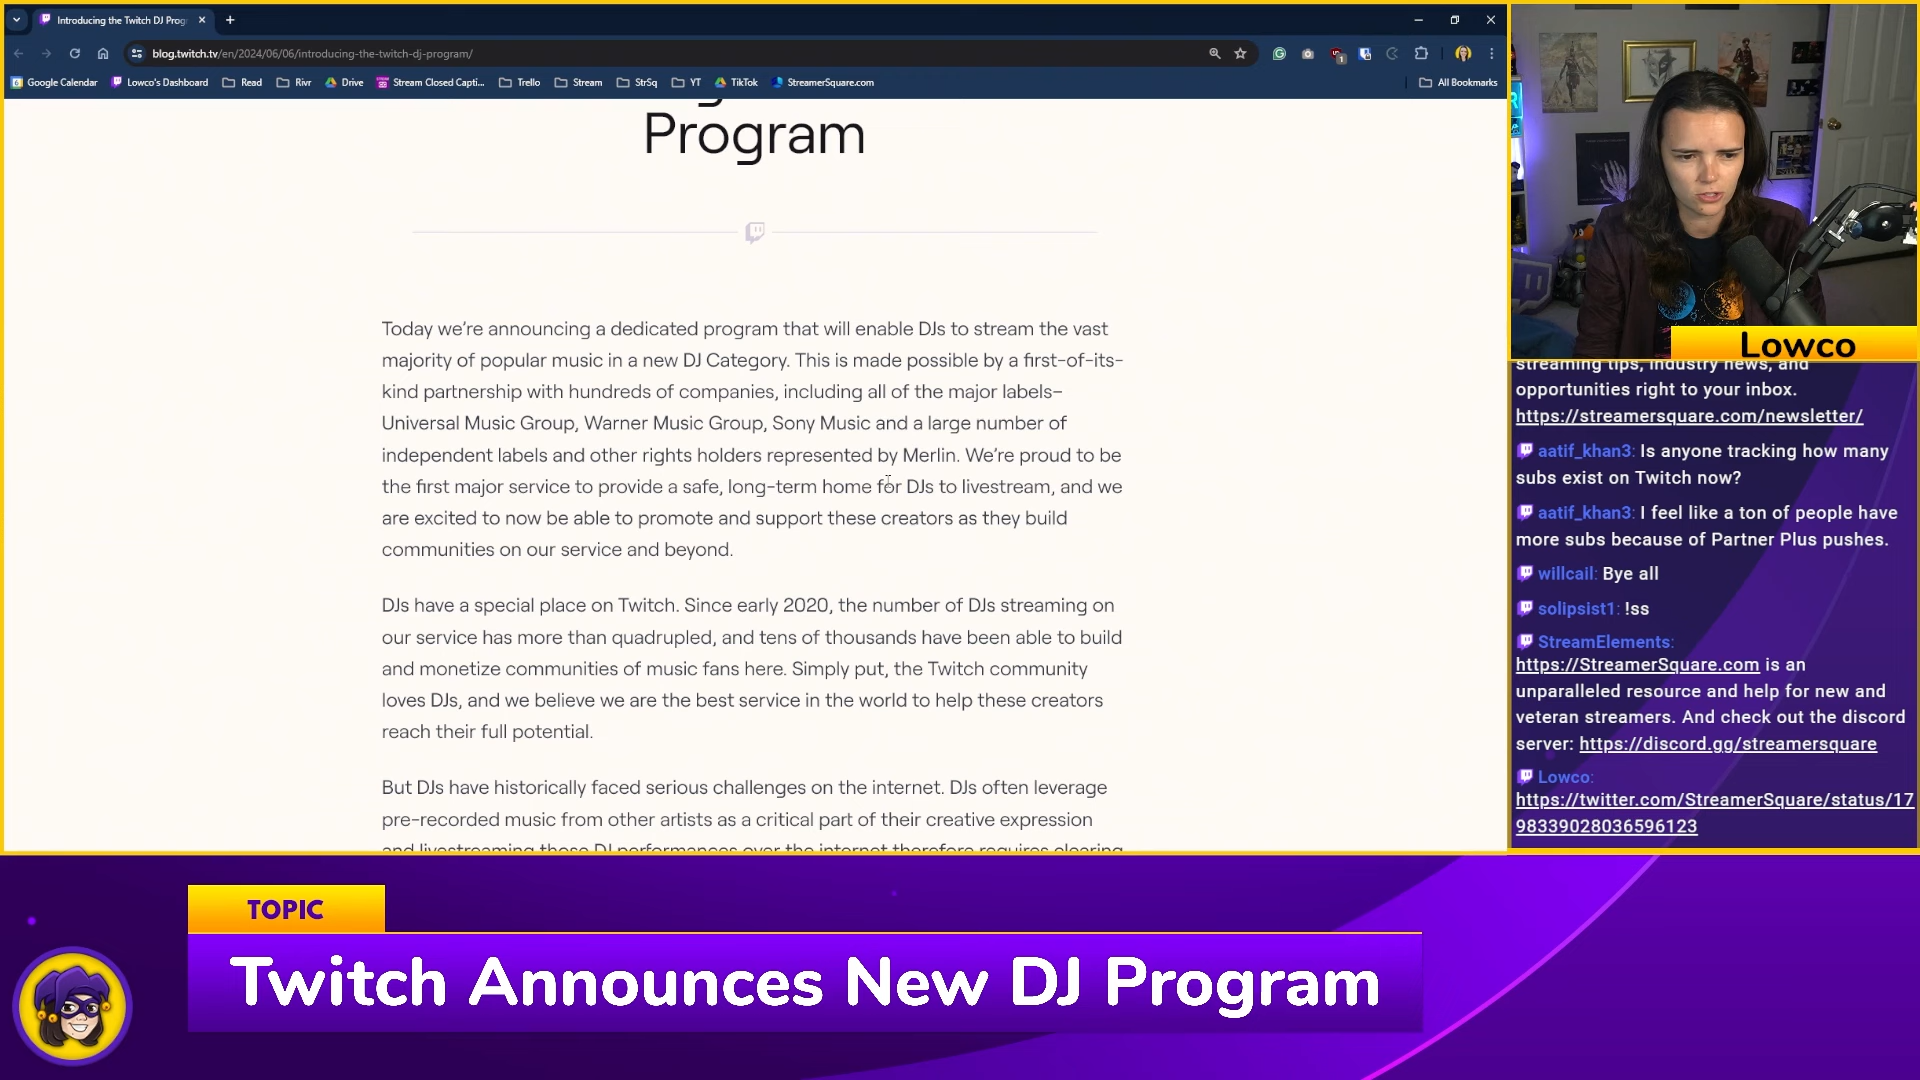 Introducing the Twitch DJ Prog
blog.twitch.tv/en/2024/06/06/introducing-the-twitch-dj-program/
Google Calendar Lowco's Dashboard Read Rivr Drive Stream Closed Capti... Trello Stream StrSq YT TikTok StreamerSquare.com All Bookmarks
Program
Today we're announcing a dedicated program that will enable DJs to stream the vast
majority of popular music in a new DJ Category. This is made possible by a first-of-its-
kind partnership with hundreds of companies, including all of the major labels–
Universal Music Group, Warner Music Group, Sony Music and a large number of
independent labels and other rights holders represented by Merlin. We're proud to be
the first major service to provide a safe, long-term home for DJs to livestream, and we
are excited to now be able to promote and support these creators as they build
communities on our service and beyond.
DJs have a special place on Twitch. Since early 2020, the number of DJs streaming on
our service has more than quadrupled, and tens of thousands have been able to build
and monetize communities of music fans here. Simply put, the Twitch community
loves DJs, and we believe we are the best service in the world to help these creators
reach their full potential.
But DJs have historically faced serious challenges on the internet. DJs often leverage
pre-recorded music from other artists as a critical part of their creative expression
and livestreaming those DJ performances over the internet therefore requires clearing
Lowco
streaming tips, industry news, and
opportunities right to your inbox.
https://streamersquare.com/newsletter/
aatif_khan3: Is anyone tracking how many
subs exist on Twitch now?
aatif_khan3: I feel like a ton of people have
more subs because of Partner Plus pushes.
willcail: Bye all
solipsist1: !ss
StreamElements:
https://StreamerSquare.com is an
unparalleled resource and help for new and
veteran streamers. And check out the discord
server: https://discord.gg/streamersquare
Lowco:
https://twitter.com/StreamerSquare/status/17
98339028036596123
TOPIC
Twitch Announces New DJ Program